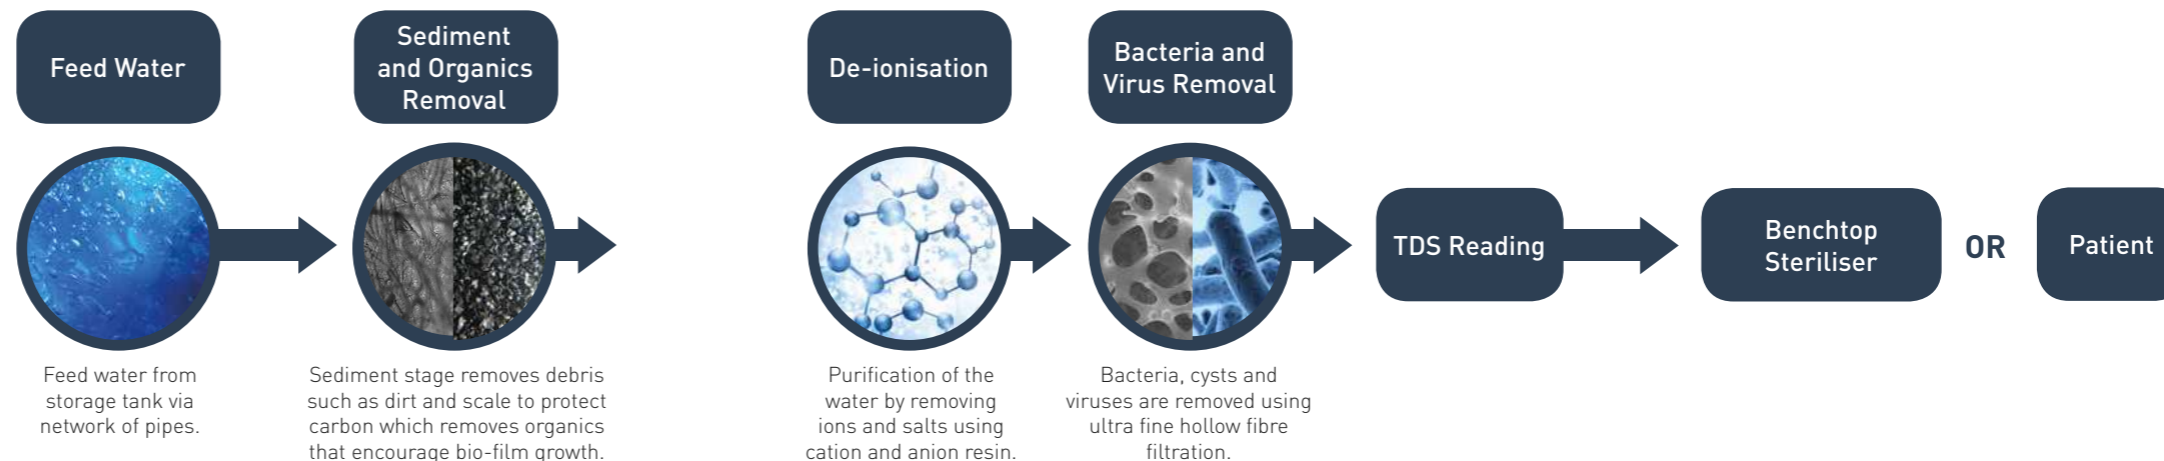 Feed Water
Sediment
and Organics
Removal
De-ionisation
Bacteria and
Virus Removal
TDS Reading
Benchtop
Steriliser
OR
Patient
Feed water from
storage tank via
network of pipes.
Sediment stage removes debris
such as dirt and scale to protect
carbon which removes organics
that encourage bio-film growth.
Purification of the
water by removing
ions and salts using
cation and anion resin.
Bacteria, cysts and
viruses are removed using
ultra fine hollow fibre
filtration.